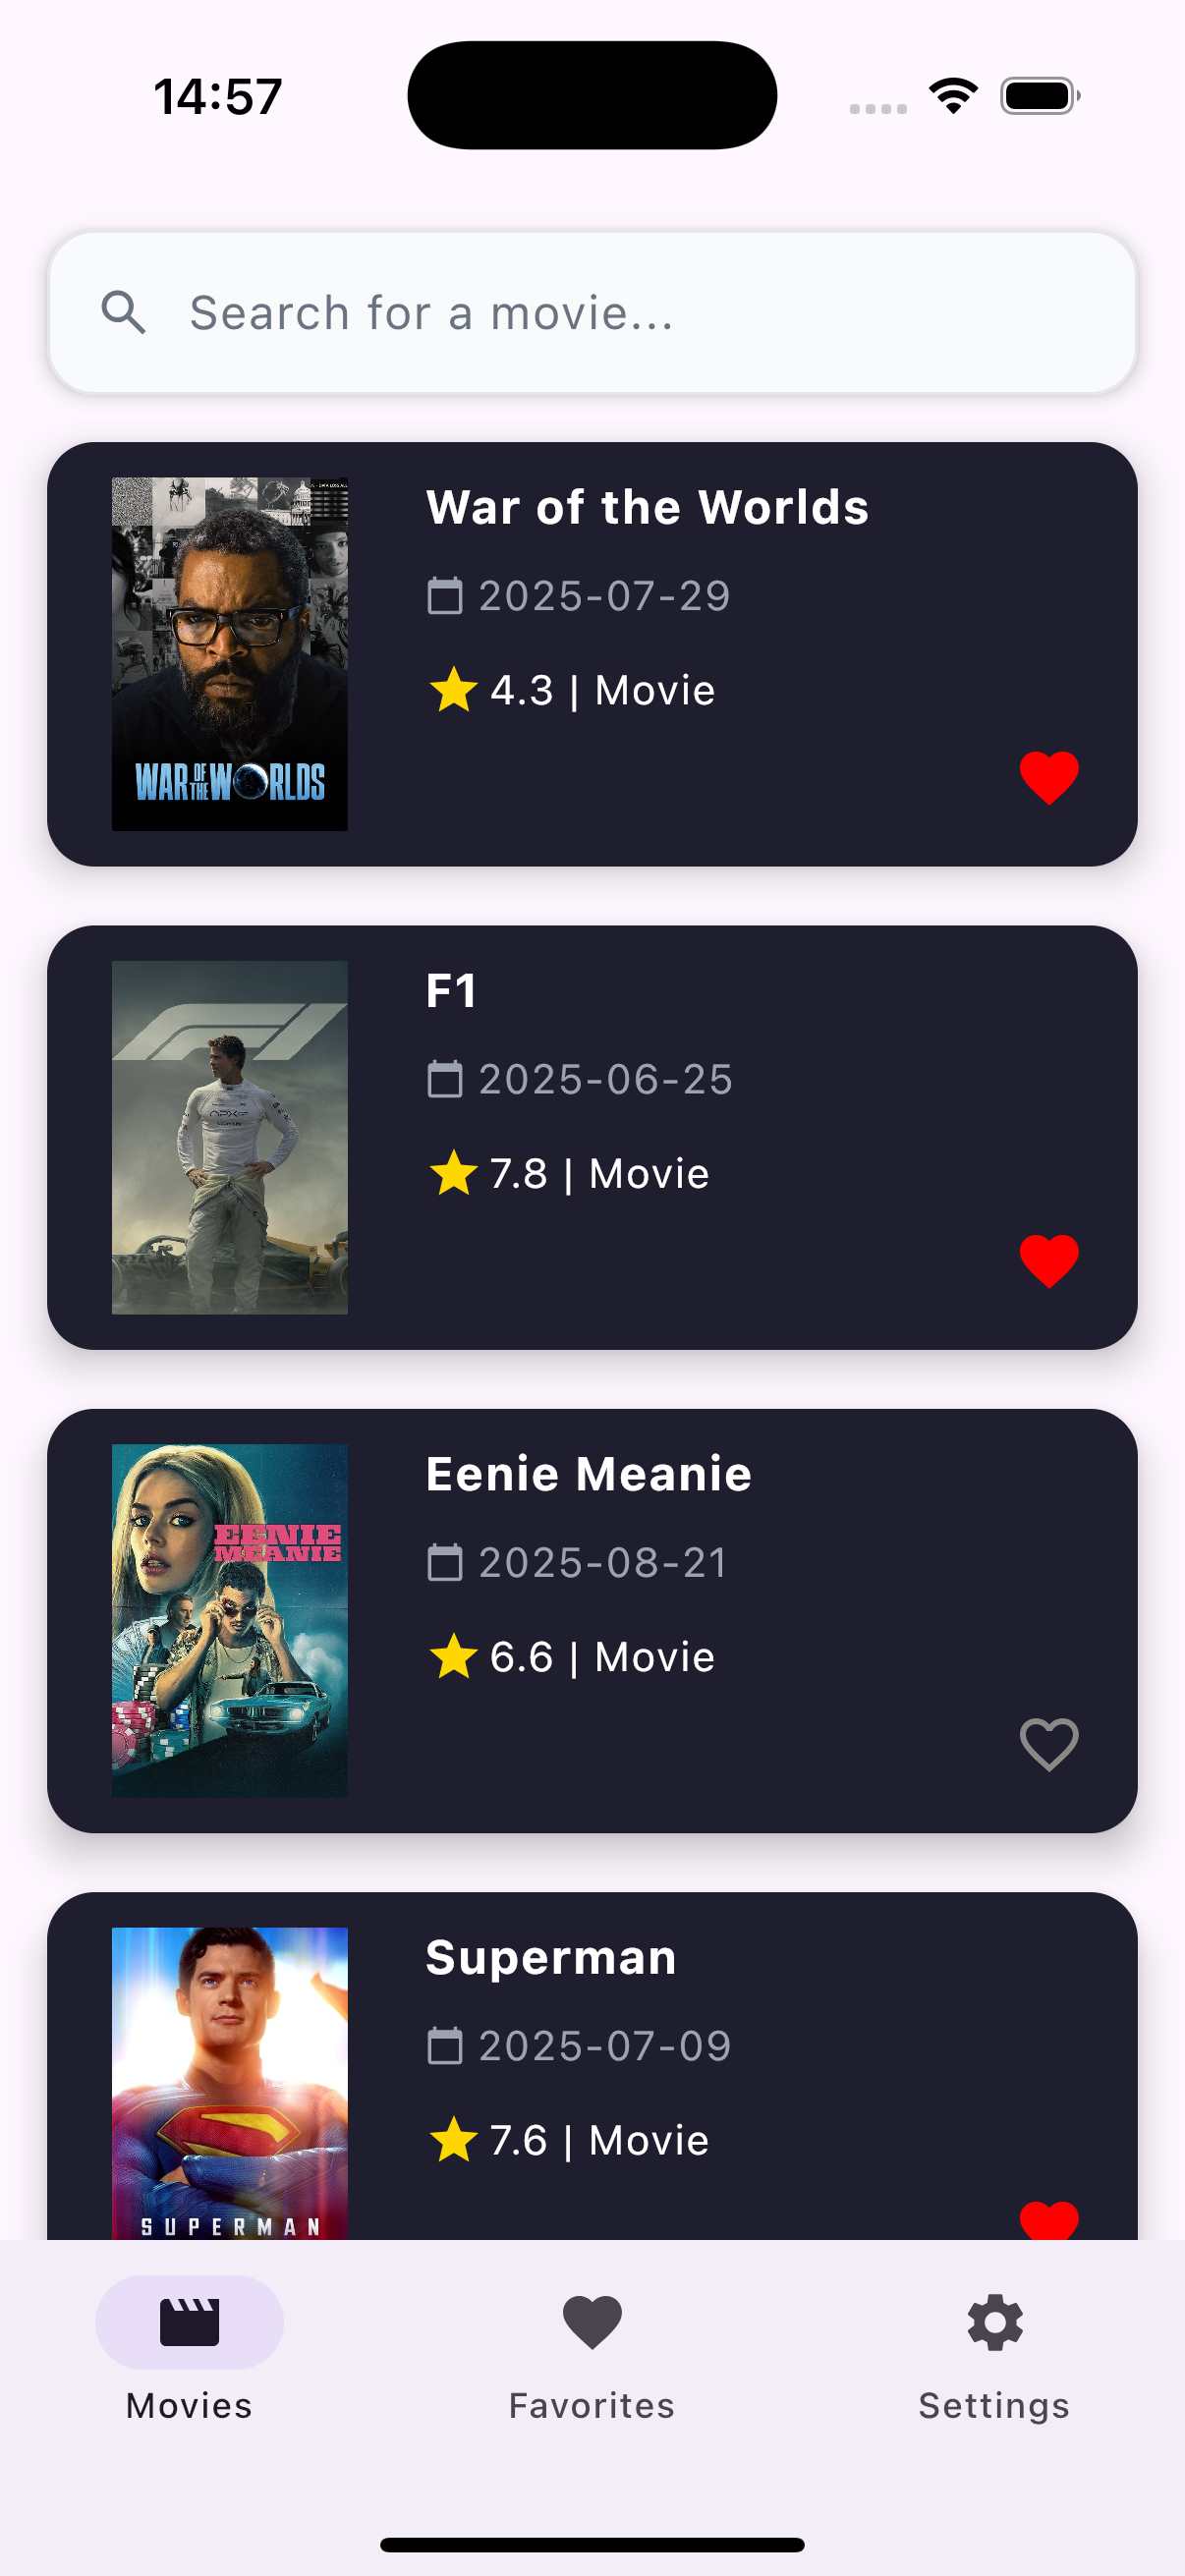 14:57
Search for a movie...
War of the Worlds
2025-07-29
4.3 | Movie
WAR OF THE WORLDS
F1
2025-06-25
7.8 | Movie
F1
APXGP
Eenie Meanie
2025-08-21
6.6 | Movie
EENIE
MEANIE
Superman
2025-07-09
7.6 | Movie
SUPERMAN
Movies
Favorites
Settings